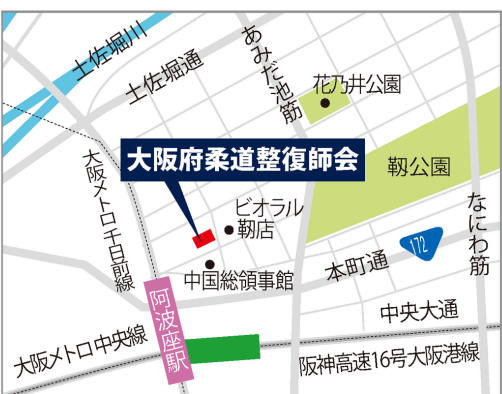 土佐堀川
土佐堀通
あみだ池筋
花乃井公園
大阪府柔道整復師会
靱公園
大阪メトロ千日前線
ビオラル
靱店
なにわ筋
172
本町通
中国総領事館
阿波座駅
中央大通
大阪メトロ中央線
阪神高速16号大阪港線